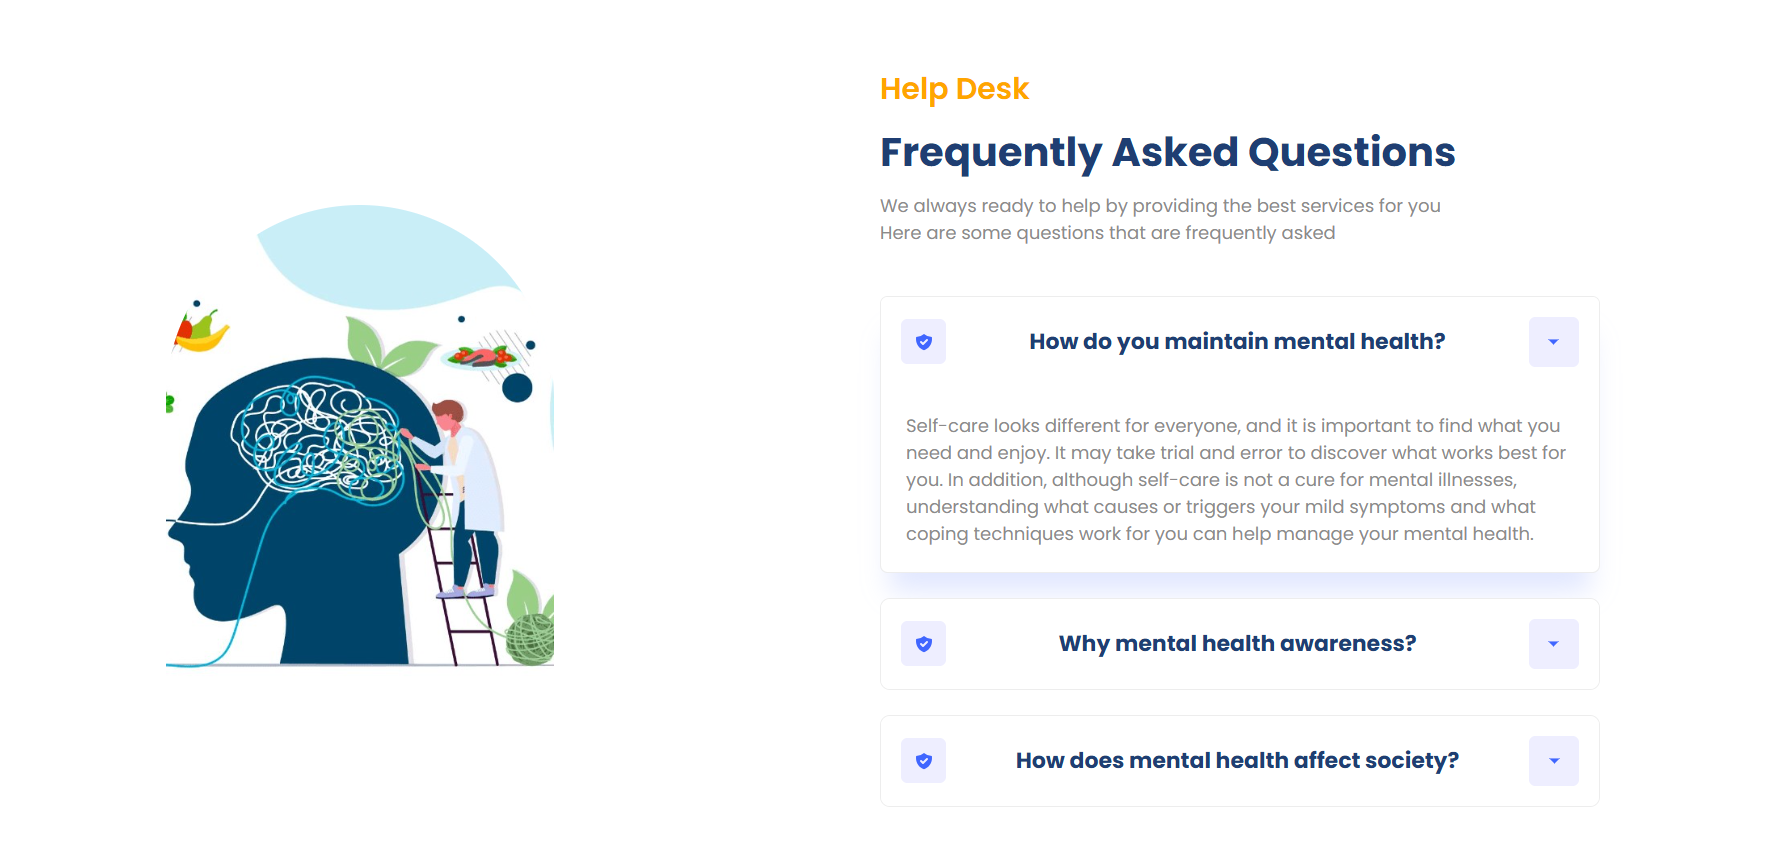 Help Desk
Frequently Asked Questions
We always ready to help by providing the best services for you
Here are some questions that are frequently asked
How do you maintain mental health?
Self-care looks different for everyone, and it is important to find what you
need and enjoy. It may take trial and error to discover what works best for
you. In addition, although self-care is not a cure for mental illnesses,
understanding what causes or triggers your mild symptoms and what
coping techniques work for you can help manage your mental health.
Why mental health awareness?
How does mental health affect society?